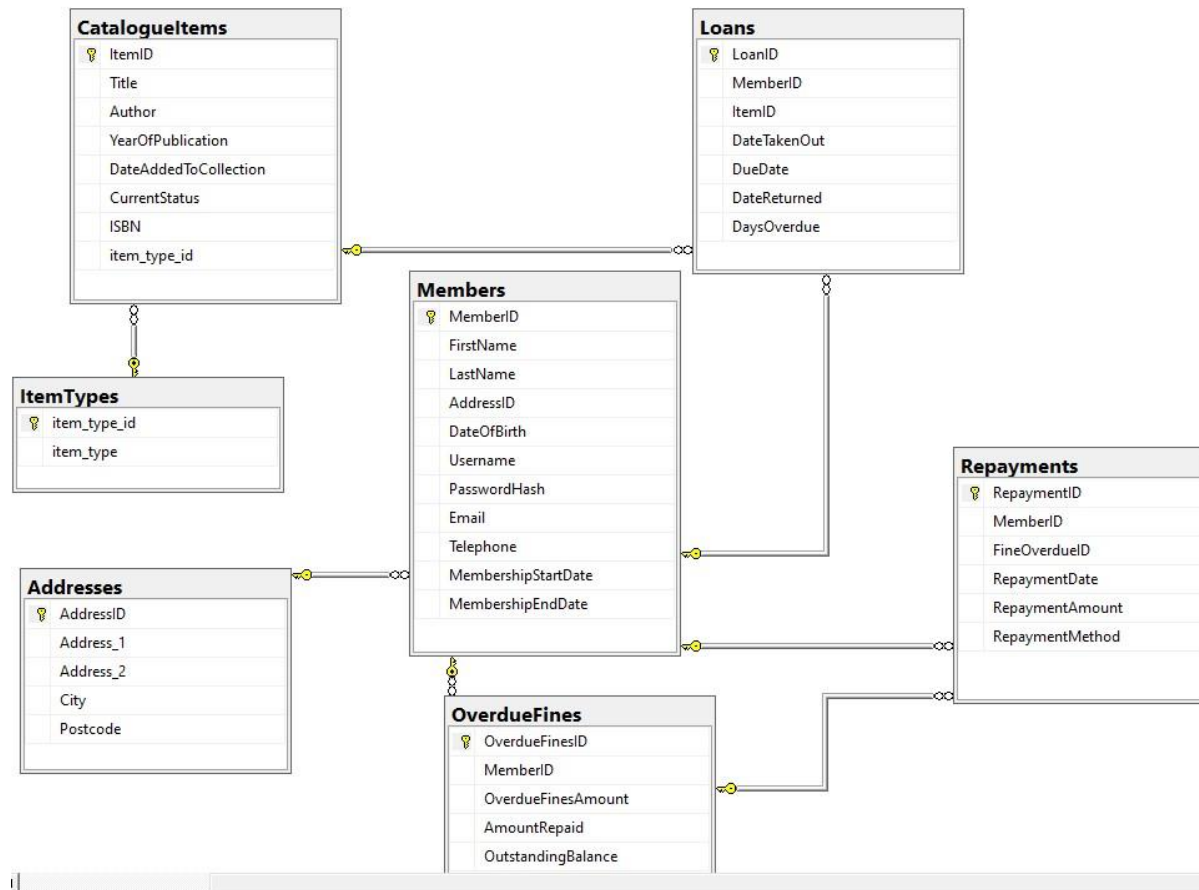 CatalogueItems
ItemID
Title
Author
YearOfPublication
DateAddedToCollection
CurrentStatus
ISBN
item_type_id
Loans
LoanID
MemberID
ItemID
DateTakenOut
DueDate
DateReturned
DaysOverdue
Members
MemberID
FirstName
LastName
AddressID
DateOfBirth
Username
PasswordHash
Email
Telephone
MembershipStartDate
MembershipEndDate
ItemTypes
item_type_id
item_type
Repayments
RepaymentID
MemberID
FineOverdueID
RepaymentDate
RepaymentAmount
RepaymentMethod
Addresses
AddressID
Address_1
Address_2
City
Postcode
OverdueFines
OverdueFinesID
MemberID
OverdueFinesAmount
AmountRepaid
OutstandingBalance